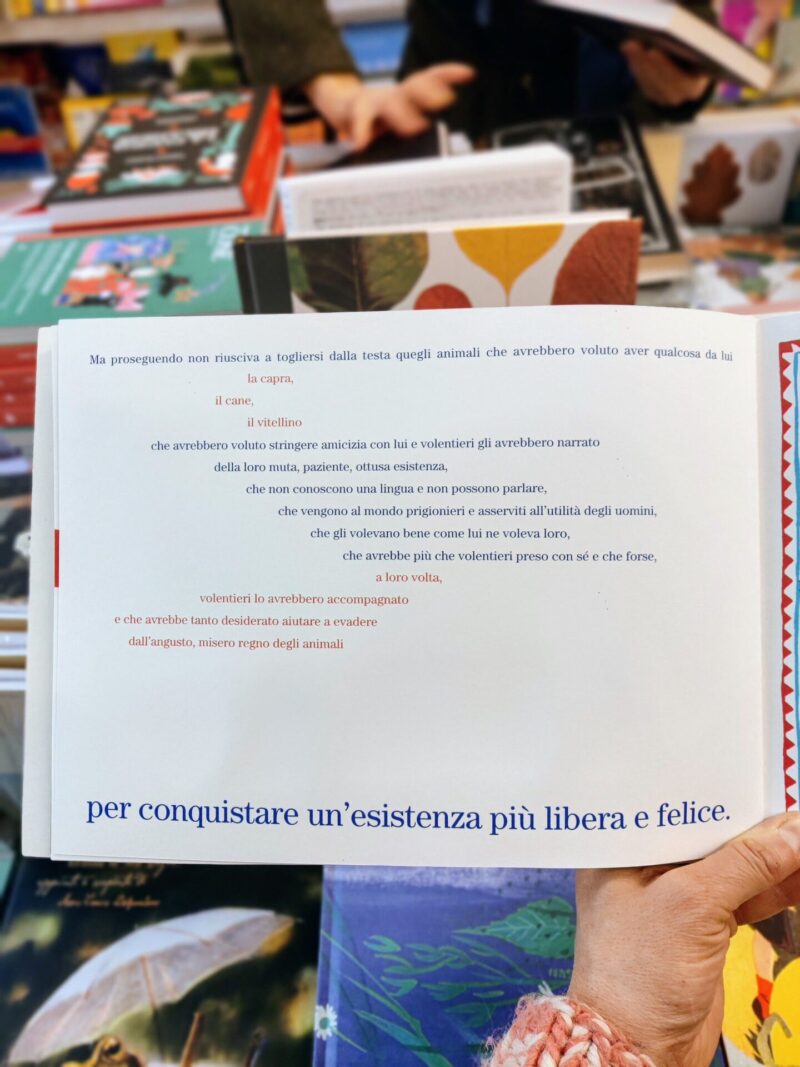 Ma proseguendo non riusciva a togliersi dalla testa quegli animali che avrebbero voluto aver qualcosa da lui
la capra,
il cane,
il vitellino
che avrebbero voluto stringere amicizia con lui e volentieri gli avrebbero narrato
della loro muta, paziente, ottusa esistenza,
che non conoscono una lingua e non possono parlare,
che vengono al mondo prigionieri e asserviti all'utilità degli uomini,
che gli volevano bene come lui ne voleva loro,
che avrebbe più che volentieri preso con sé e che forse,
a loro volta,
volentieri lo avrebbero accompagnato
e che avrebbe tanto desiderato aiutare a evadere
dall'angusto, misero regno degli animali
per conquistare un'esistenza più libera e felice.